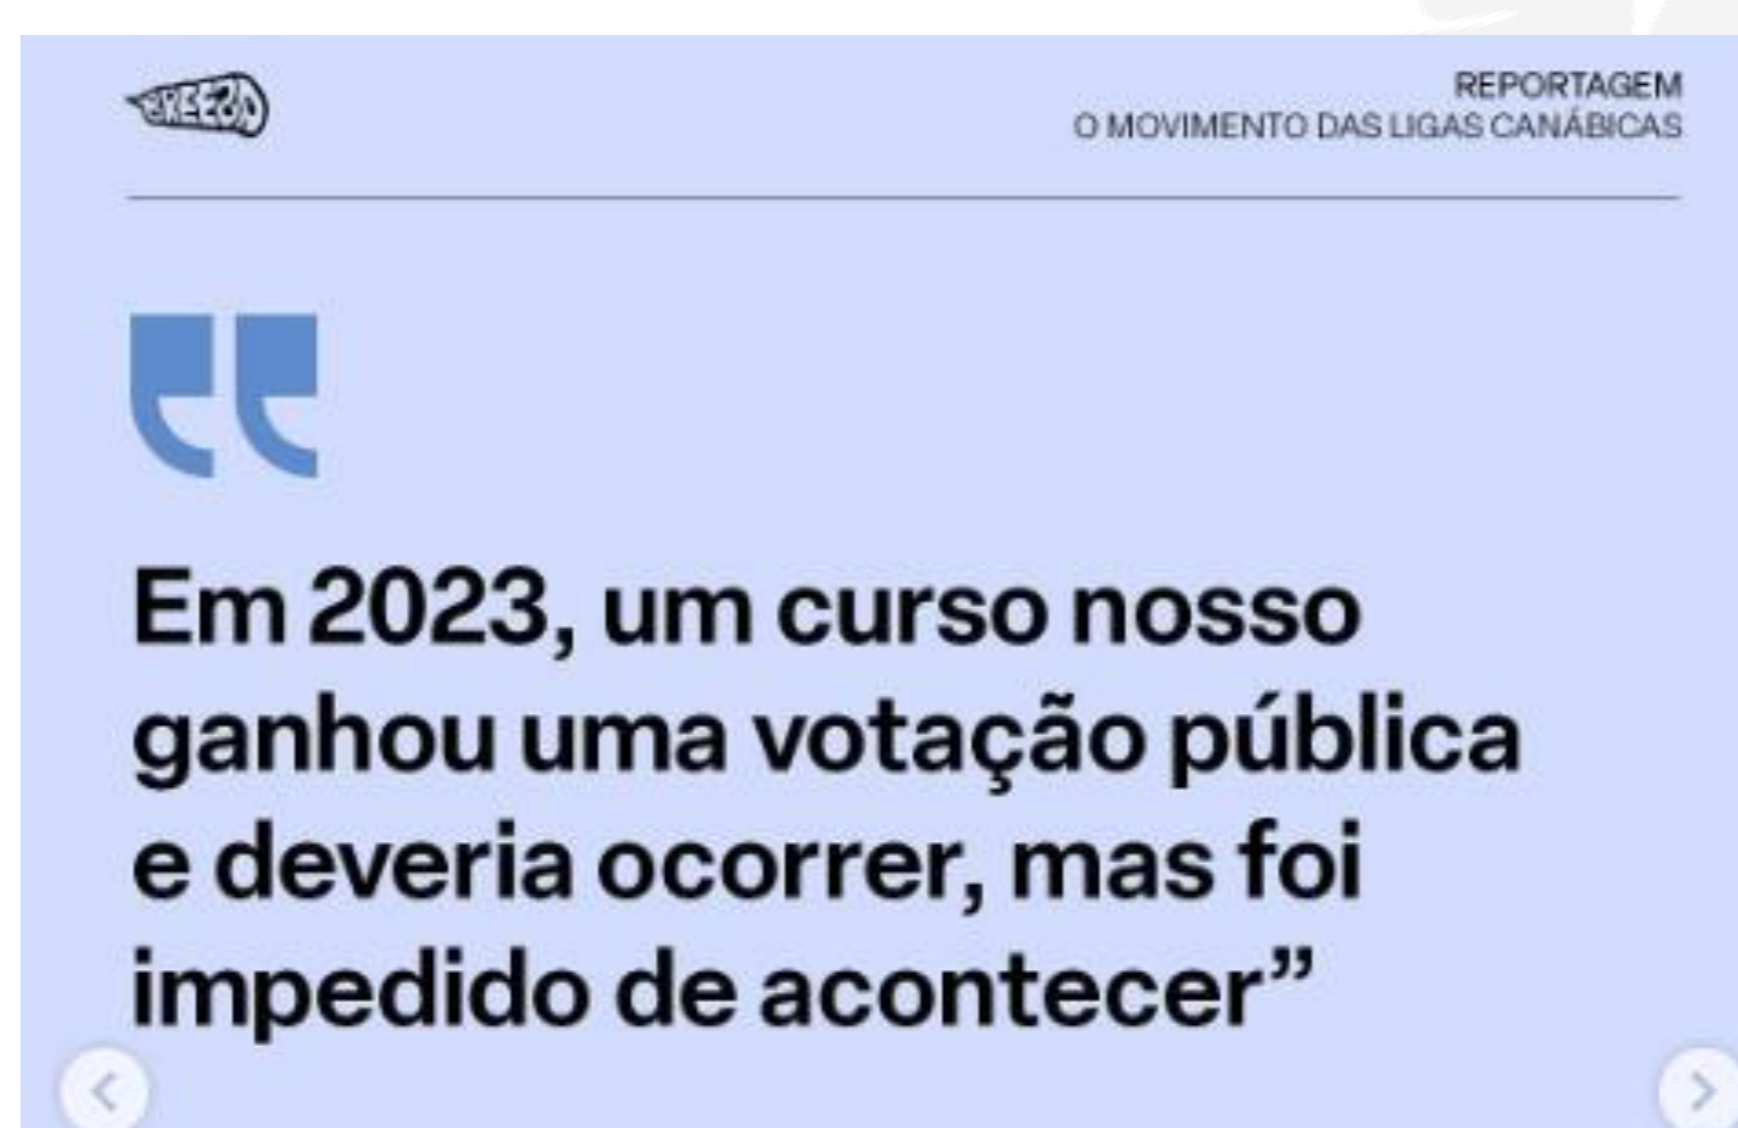 BREEZA
REPORTAGEM
O MOVIMENTO DAS LIGAS CANÁBICAS
Em 2023, um curso nosso
ganhou uma votação pública
e deveria ocorrer, mas foi
impedido de acontecer”